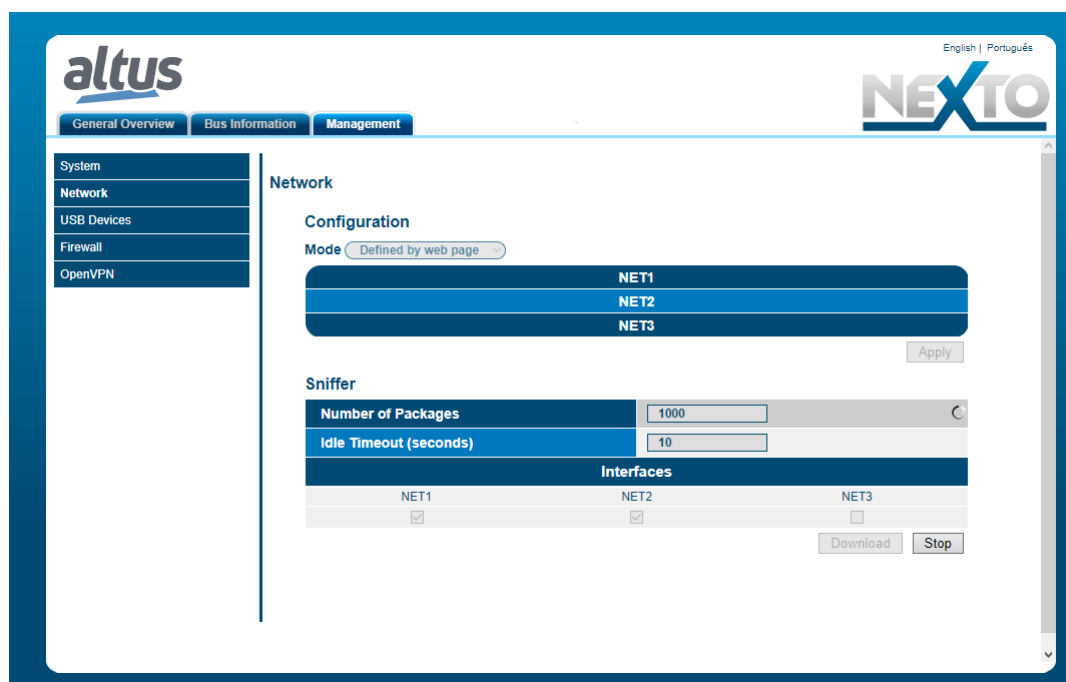 English | Português
altus
NEXTO
General Overview Bus Information Management
System
Network
USB Devices
Firewall
OpenVPN
Network
Configuration
Mode Defined by web page
NET1
NET2
NET3
Apply
Sniffer
Number of Packages 1000
Idle Timeout (seconds) 10
Interfaces
NET1 NET2 NET3
Download Stop